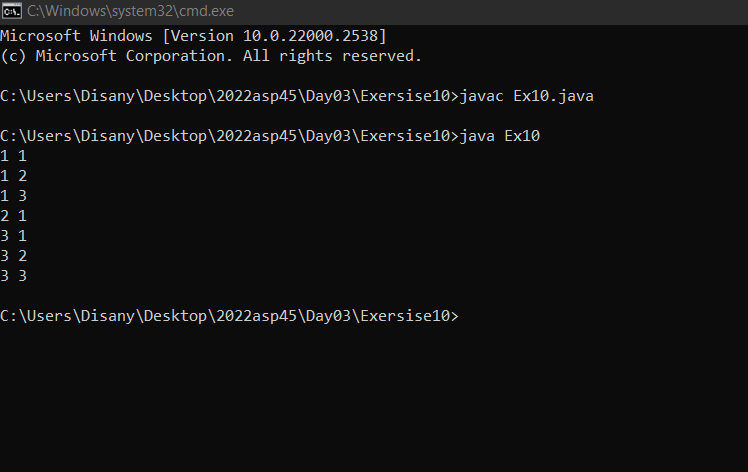 C:\Windows\system32\cmd.exe
Microsoft Windows [Version 10.0.22000.2538]
(c) Microsoft Corporation. All rights reserved.
C:\Users\Disany\Desktop\2022asp45\Day03\Exersise10>javac Ex10.java
C:\Users\Disany\Desktop\2022asp45\Day03\Exersise10>java Ex10
1 1
1 2
1 3
2 1
3 1
3 2
3 3
C:\Users\Disany\Desktop\2022asp45\Day03\Exersise10>